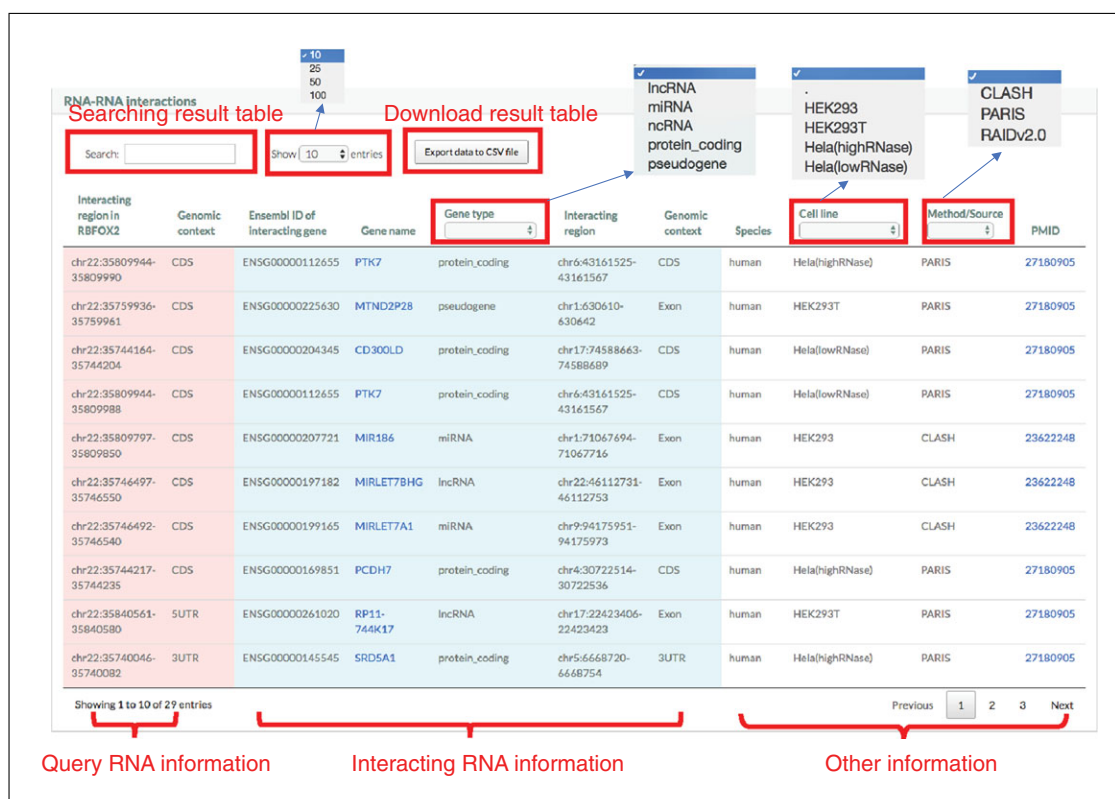 ✓ 10
25
50
100
lncRNA
miRNA
ncRNA
protein_coding
pseudogene
.
HEK293
HEK293T
Hela(highRNase)
Hela(lowRNase)
CLASH
PARIS
RAIDv2.0
RNA-RNA interactions
Searching result table
Download result table
Search:
Show 10 entries
Export data to CSV file
Interacting region in RBFOX2 Genomic context Ensembl ID of interacting gene Gene name Gene type Interacting region Genomic context Species Cell line Method/Source PMID
chr22:35809944- CDS ENSG00000112655 PTK7 protein_coding chr6:43161525- CDS human Hela(highRNase) PARIS 27180905
35809990 43161567
chr22:35759936- CDS ENSG00000225630 MTND2P28 pseudogene chr1:630610- Exon human HEK293T PARIS 27180905
35759961 630642
chr22:35744164- CDS ENSG00000204345 CD300LD protein_coding chr17:74588663- CDS human Hela(lowRNase) PARIS 27180905
35744204 74588689
chr22:35809944- CDS ENSG00000112655 PTK7 protein_coding chr6:43161525- CDS human Hela(lowRNase) PARIS 27180905
35809988 43161567
chr22:35809797- CDS ENSG00000207721 MIR186 miRNA chr1:71067694- Exon human HEK293 CLASH 23622248
35809850 71067716
chr22:35746497- CDS ENSG00000197182 MIRLET7BHG lncRNA chr22:46112731- Exon human HEK293 CLASH 23622248
35746550 46112753
chr22:35746492- CDS ENSG00000199165 MIRLET7A1 miRNA chr9:94175951- Exon human HEK293 CLASH 23622248
35746540 94175973
chr22:35744217- CDS ENSG00000169851 PCDH7 protein_coding chr4:30722514- CDS human Hela(highRNase) PARIS 27180905
35744235 30722536
chr22:35840561- 5UTR ENSG00000261020 RP11- lncRNA chr17:22423406- Exon human HEK293T PARIS 27180905
35840580 744K17 22423423
chr22:35740046- 3UTR ENSG00000145545 SRD5A1 protein_coding chr5:6668720- 3UTR human Hela(highRNase) PARIS 27180905
35740082 6668754
Showing 1 to 10 of 29 entries
Previous 1 2 3 Next
Query RNA information
Interacting RNA information
Other information